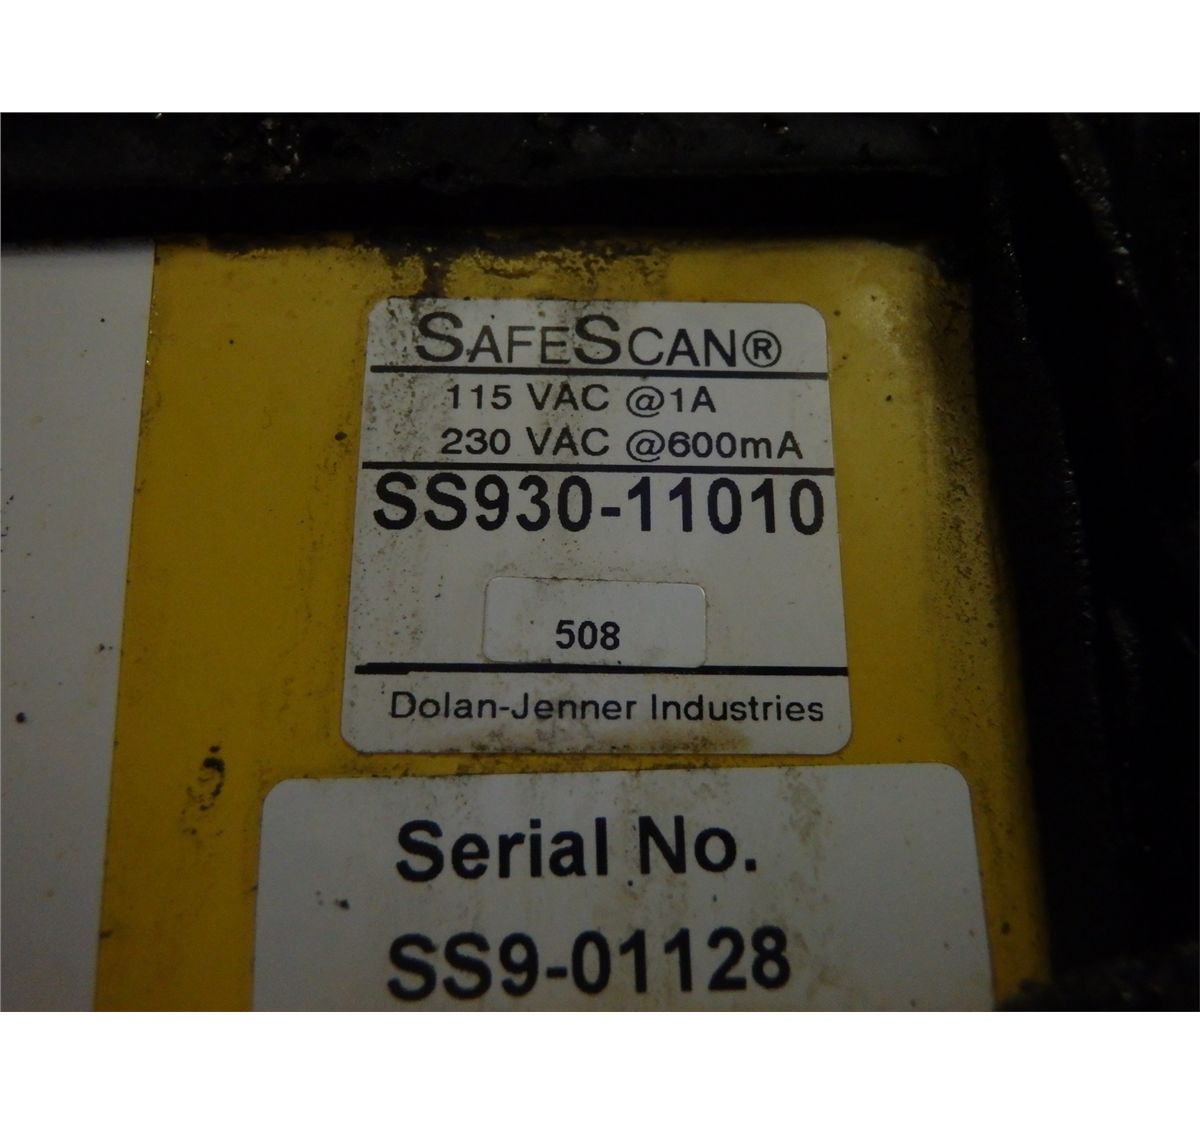 SAFESCAN®
115 VAC @1A
230 VAC @600mA
SS930-11010
508
Dolan-Jenner Industries
Serial No.
SS9-01128